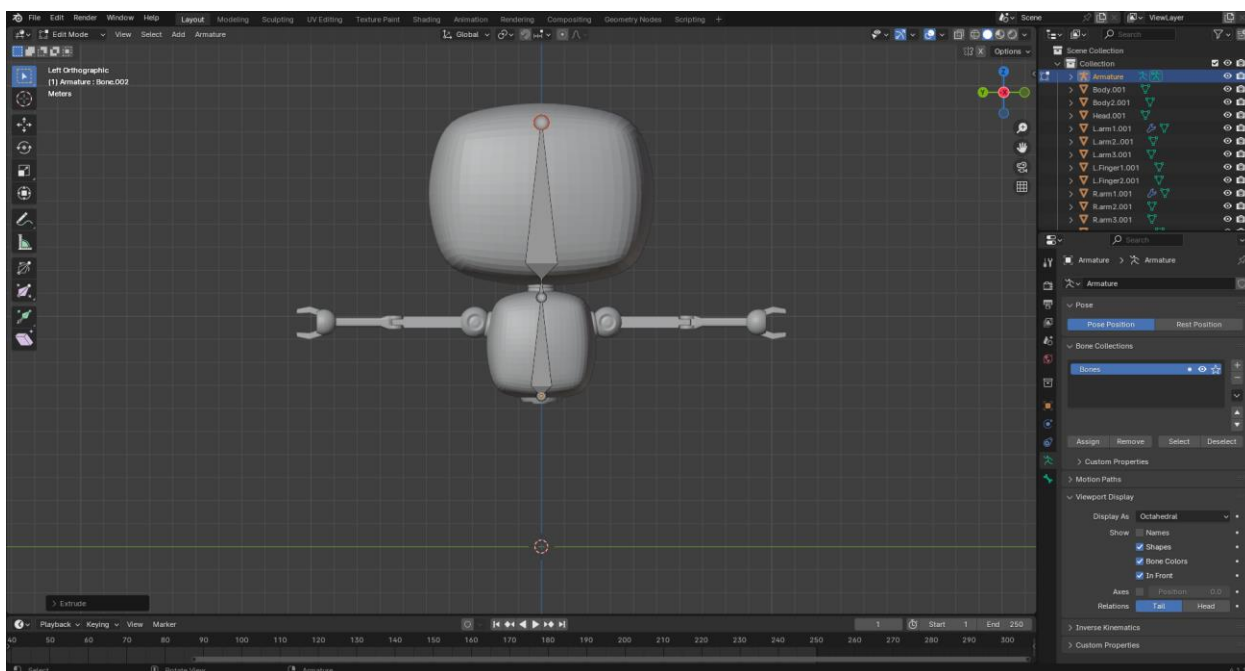 File Edit Render Window Help Layout Modeling Sculpting UV Editing Texture Paint Shading Animation Rendering Compositing Geometry Nodes Scripting + Scene ViewLayer
Edit Mode View Select Add Armature Global Search
X Options
Left Orthographic
(1) Armature : Bone.002
Meters
Z
Y X
Scene Collection
Collection
Armature
Body.001
Body2.001
Head.001
L.arm1.001
L.arm2..001
L.arm3.001
L.Finger1.001
L.Finger2.001
R.arm1.001
R.arm2.001
R.arm3.001
Search
Armature > Armature
Armature
Pose
Pose Position Rest Position
Bone Collections
Bones
Assign Remove Select Deselect
Custom Properties
Motion Paths
Viewport Display
Display As Octahedral
Show Names
Shapes
Bone Colors
In Front
Axes Position 0.0
Relations Tail Head
Inverse Kinematics
Custom Properties
> Extrude
Playback Keying View Marker 1 Start 1 End 250
40 50 60 70 80 90 100 110 120 130 140 150 160 170 180 190 200 210 220 230 240 250 260 270 280 290 300
Select Rotate View Armature